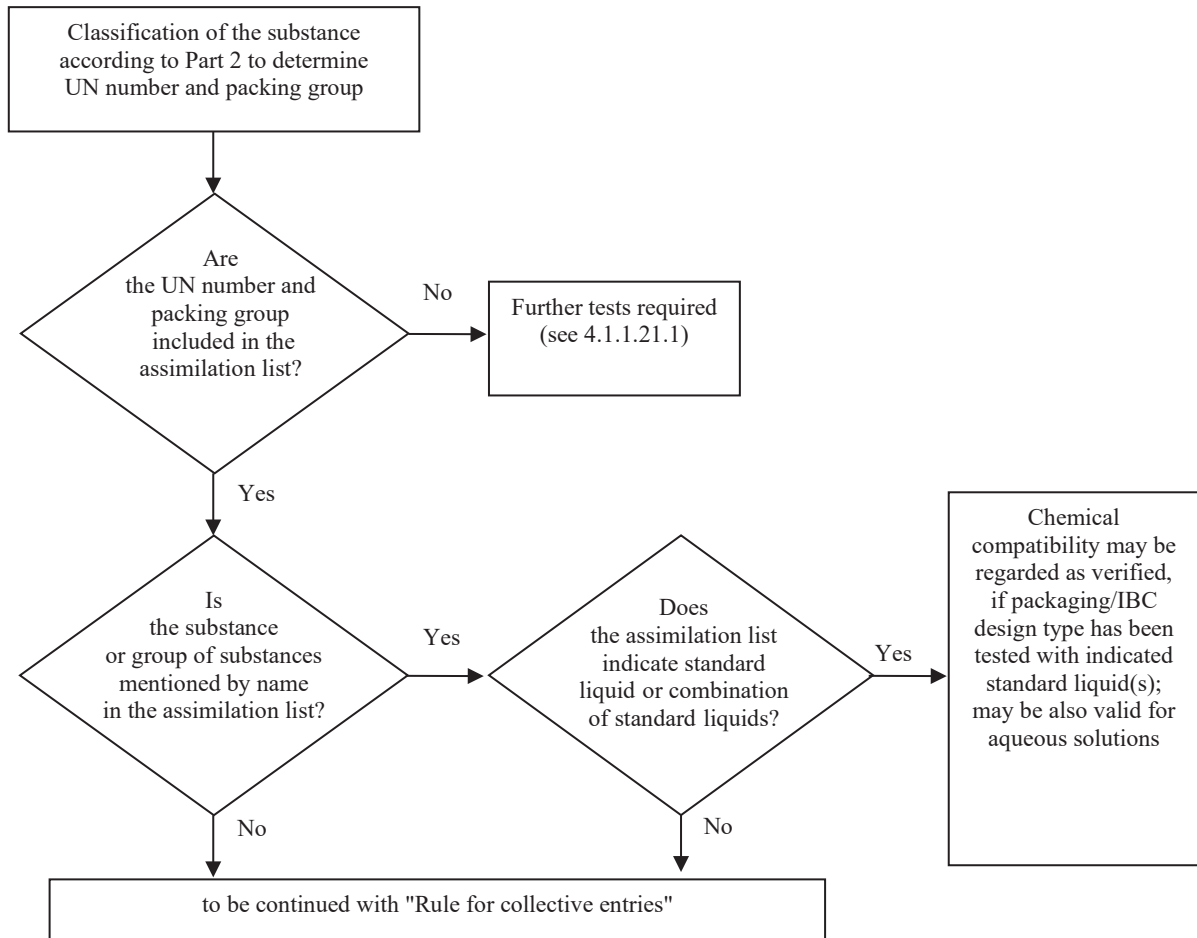 Classification of the substance
according to Part 2 to determine
UN number and packing group
Are
the UN number and
packing group
included in the
assimilation list?
No
Further tests required
(see 4.1.1.21.1)
Yes
Is
the substance
or group of substances
mentioned by name
in the assimilation list?
Yes
Does
the assimilation list
indicate standard
liquid or combination
of standard liquids?
Yes
Chemical
compatibility may be
regarded as verified,
if packaging/IBC
design type has been
tested with indicated
standard liquid(s);
may be also valid for
aqueous solutions
No
No
to be continued with "Rule for collective entries"